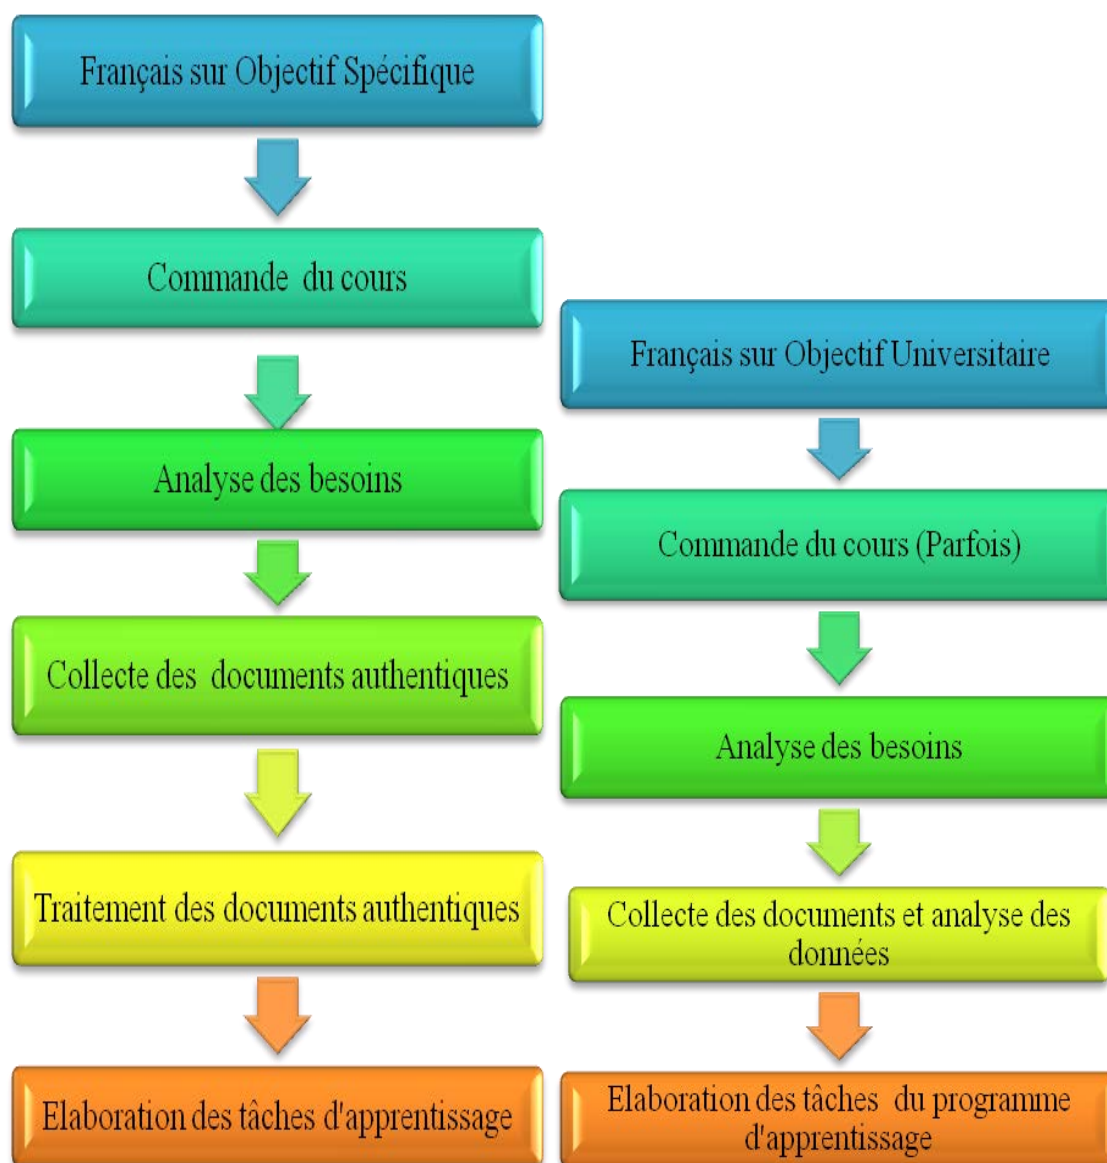 Français sur Objectif Spécifique
Commande du cours
Analyse des besoins
Collecte des documents authentiques
Traitement des documents authentiques
Elaboration des tâches d'apprentissage
Français sur Objectif Universitaire
Commande du cours (Parfois)
Analyse des besoins
Collecte des documents et analyse des
données
Elaboration des tâches du programme
d'apprentissage